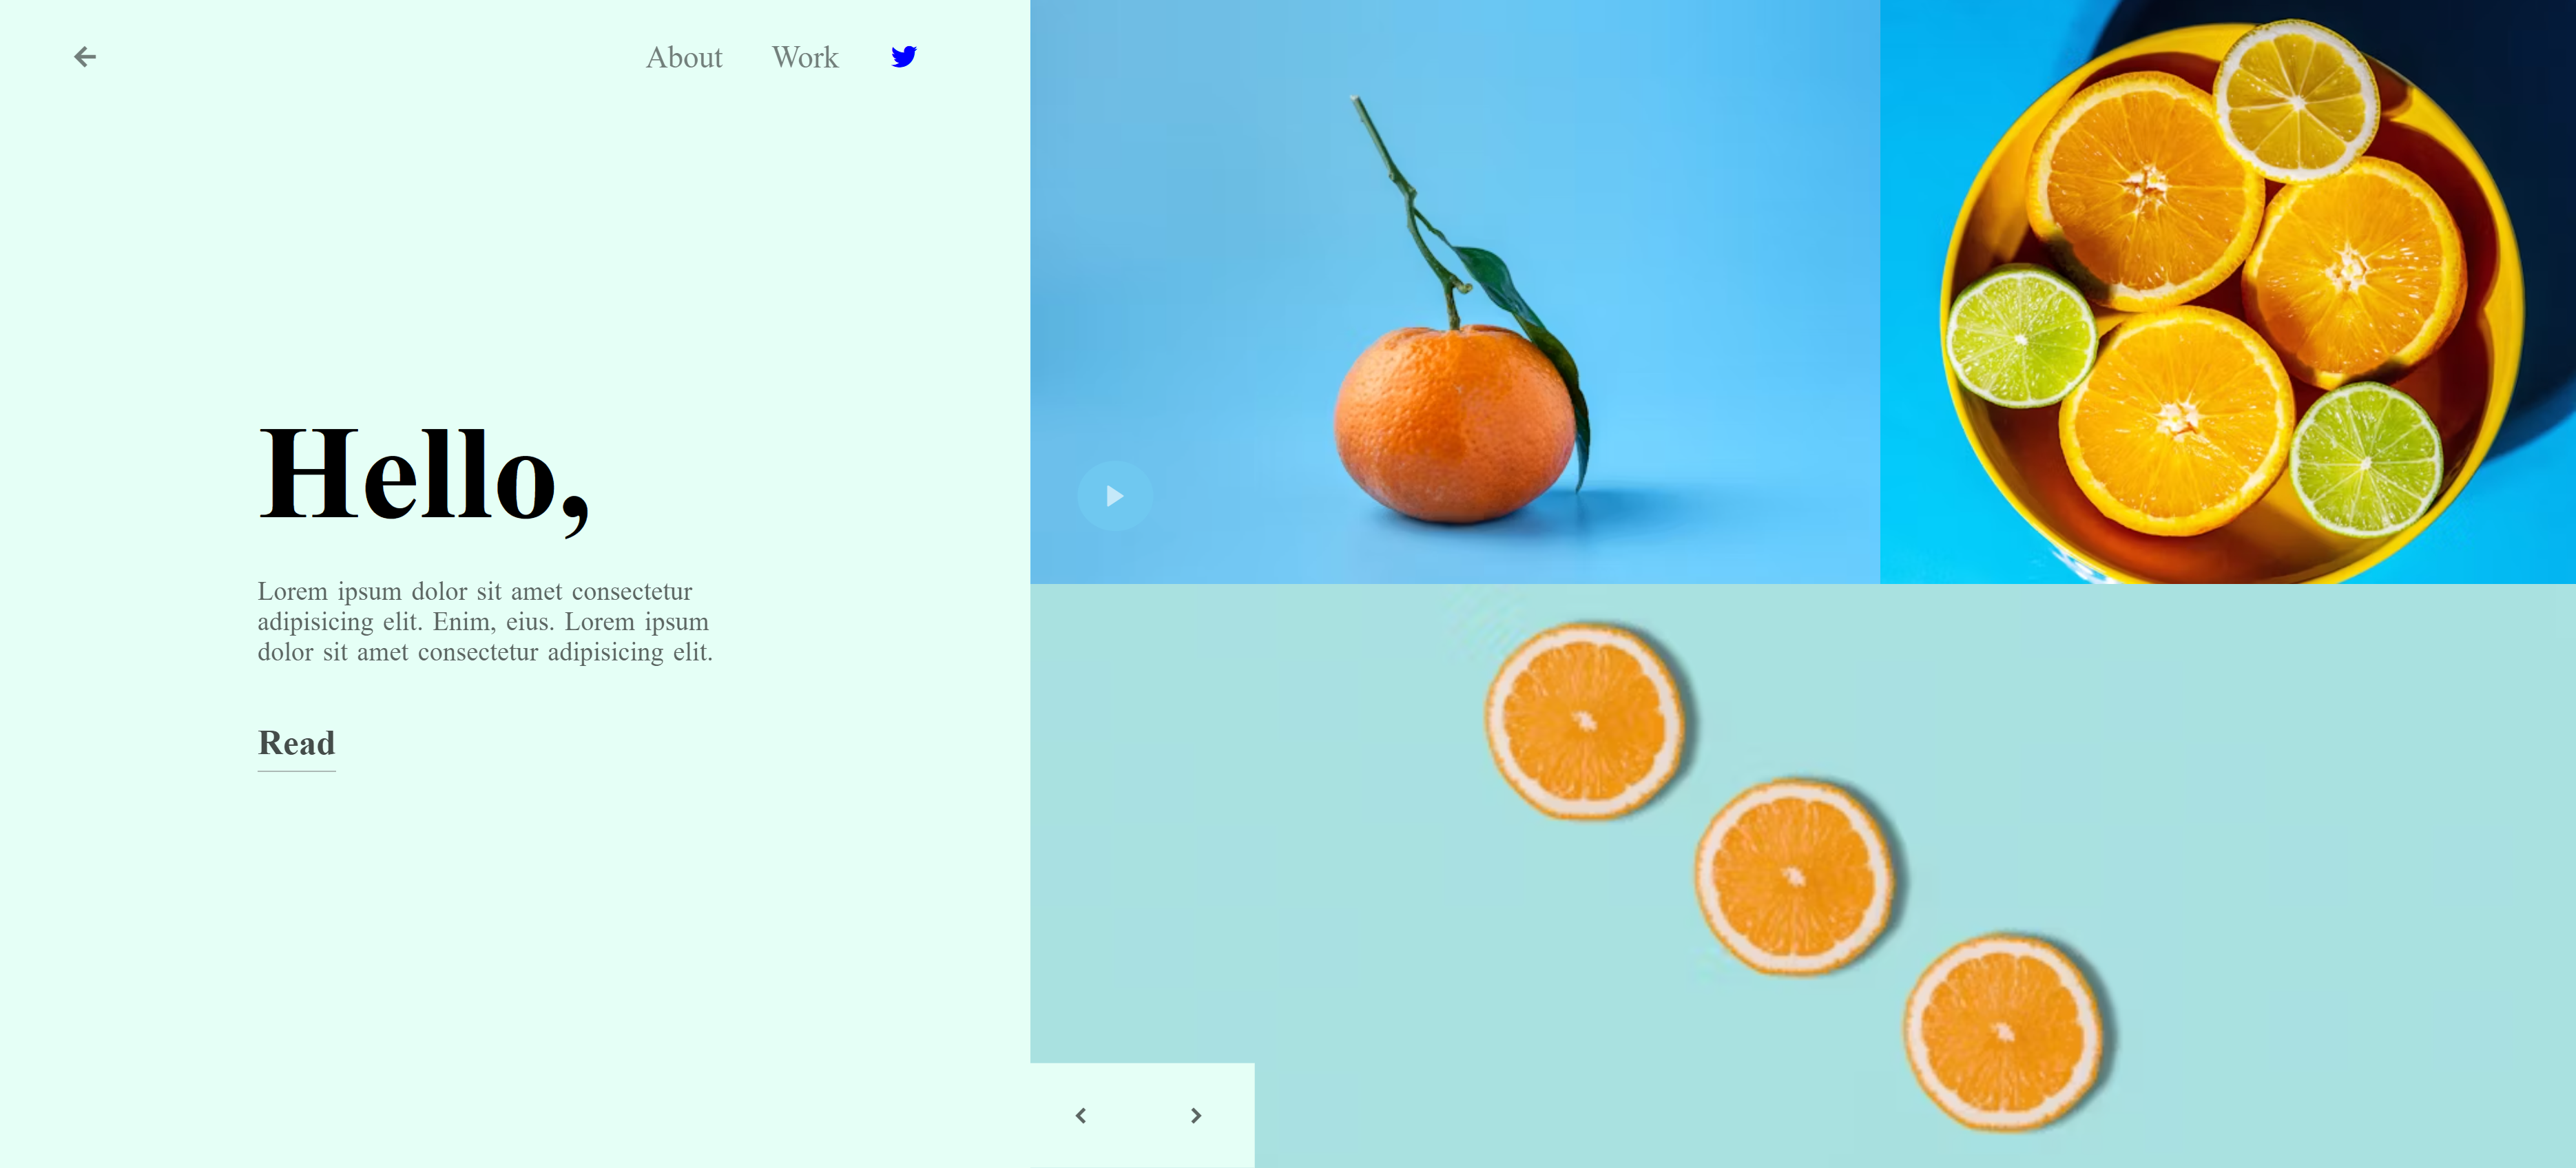 About Work
Hello,
Lorem ipsum dolor sit amet consectetur
adipisicing elit. Enim, eius. Lorem ipsum
dolor sit amet consectetur adipisicing elit.
Read